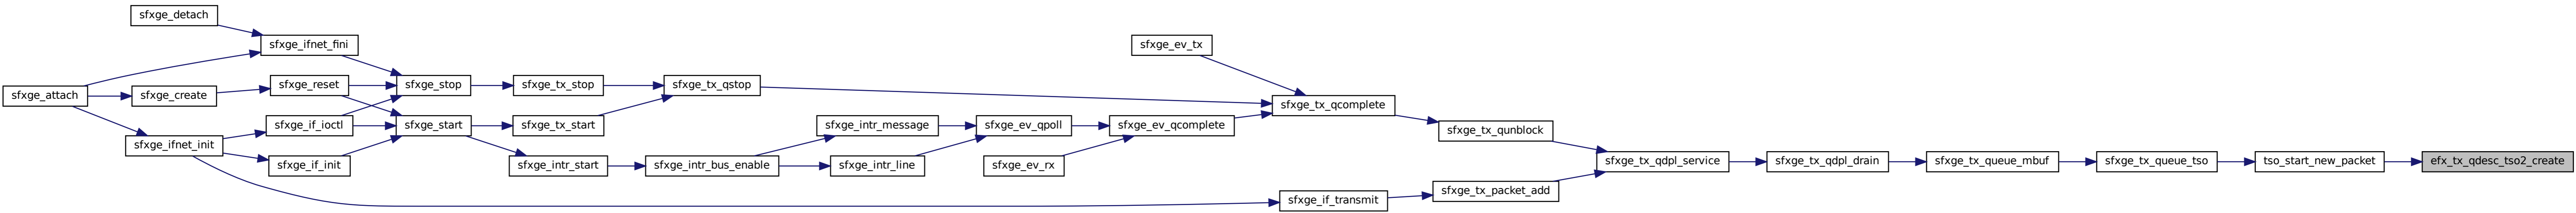 sfxge_detach
sfxge_ifnet_fini
sfxge_attach
sfxge_create
sfxge_reset
sfxge_stop
sfxge_tx_stop
sfxge_tx_qstop
sfxge_ifnet_init
sfxge_if_ioctl
sfxge_if_init
sfxge_start
sfxge_tx_start
sfxge_intr_start
sfxge_intr_bus_enable
sfxge_intr_message
sfxge_intr_line
sfxge_ev_qpoll
sfxge_ev_rx
sfxge_ev_tx
sfxge_ev_qcomplete
sfxge_tx_qcomplete
sfxge_if_transmit
sfxge_tx_qunblock
sfxge_tx_packet_add
sfxge_tx_qdpl_service
sfxge_tx_qdpl_drain
sfxge_tx_queue_mbuf
sfxge_tx_queue_tso
tso_start_new_packet
efx_tx_qdesc_tso2_create